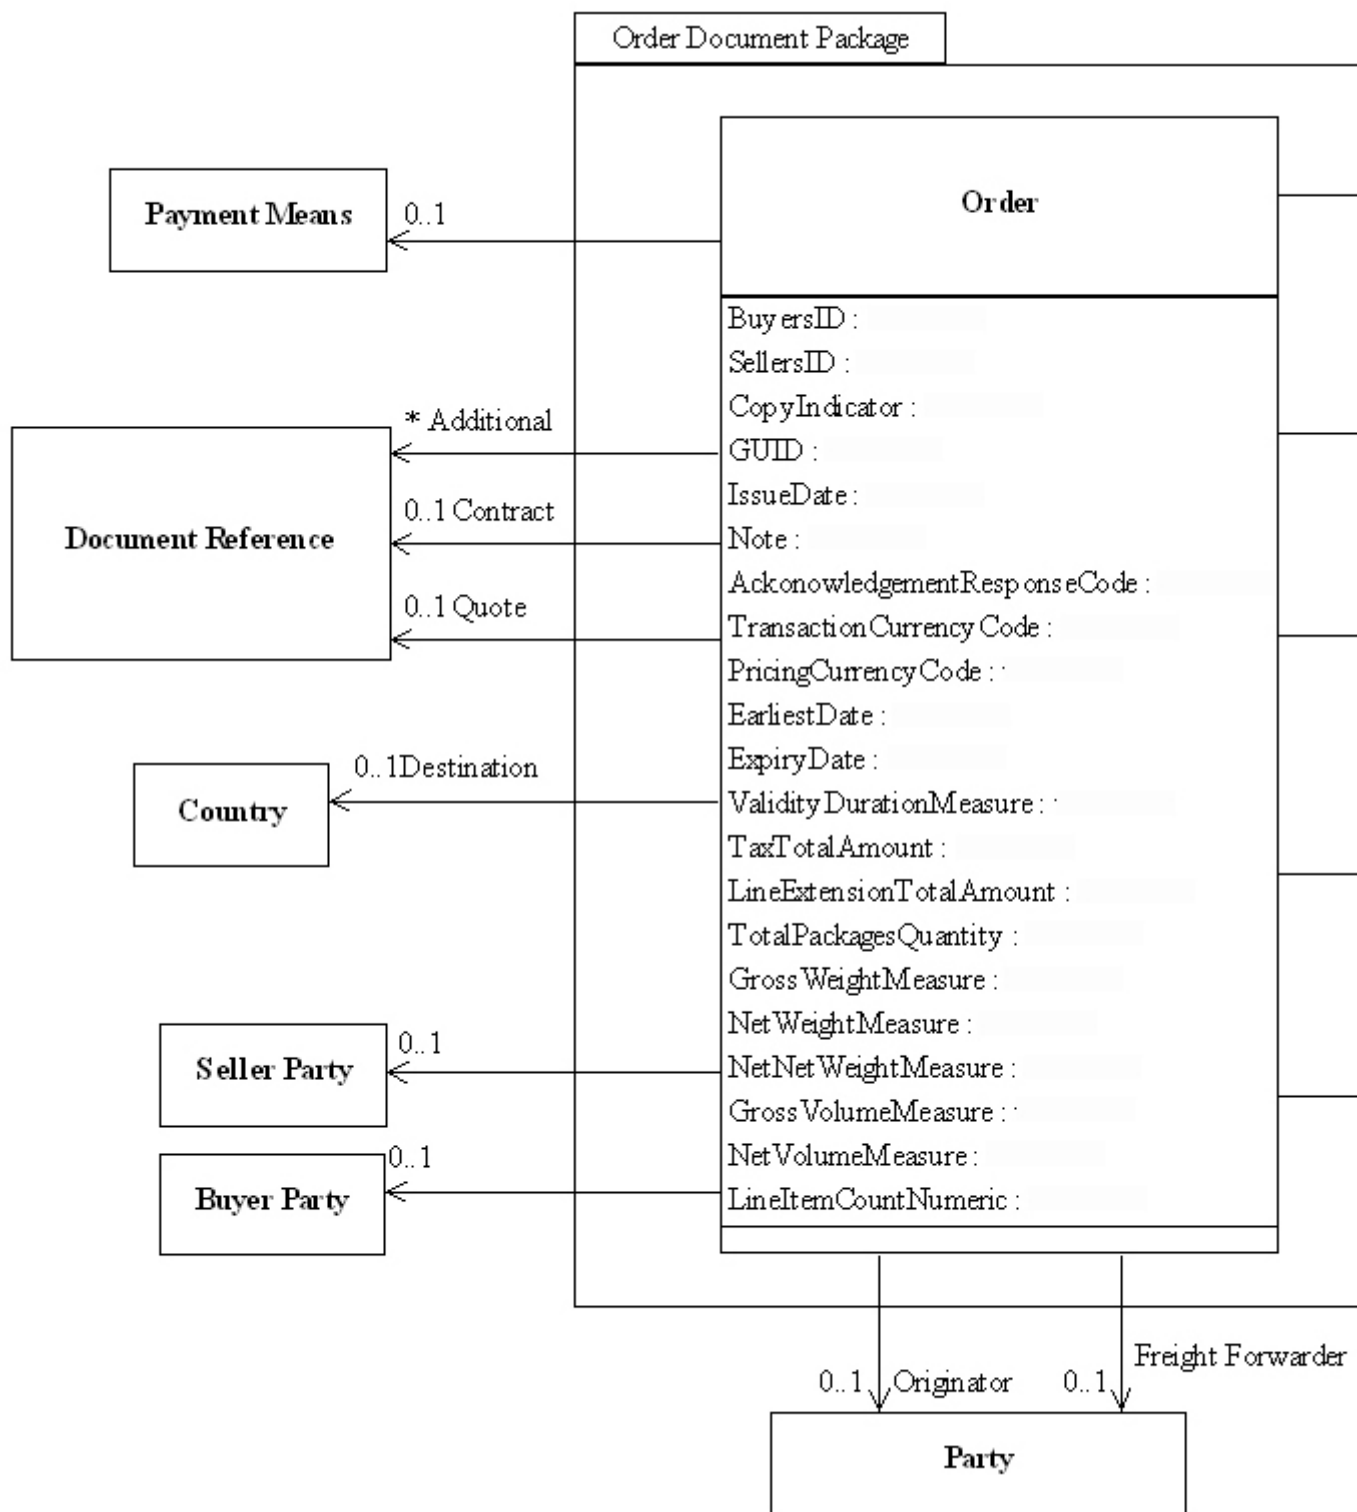 Order Document Package
Order
Payment Means
0..1
BuyersID :
SellersID :
CopyIndicator :
GUID :
IssueDate :
Note :
AckonowledgementResponseCode :
TransactionCurrencyCode :
PricingCurrencyCode :
EarliestDate :
ExpiryDate :
ValidityDurationMeasure :
TaxTotalAmount :
LineExtensionTotalAmount :
TotalPackagesQuantity :
GrossWeightMeasure :
NetWeightMeasure :
NetNetWeightMeasure :
GrossVolumeMeasure :
NetVolumeMeasure :
LineItemCountNumeric :
* Additional
0..1 Contract
Document Reference
0..1 Quote
0..1Destination
Country
0..1
Seller Party
0..1
Buyer Party
Freight Forwarder
0..1 Originator
0..1
Party